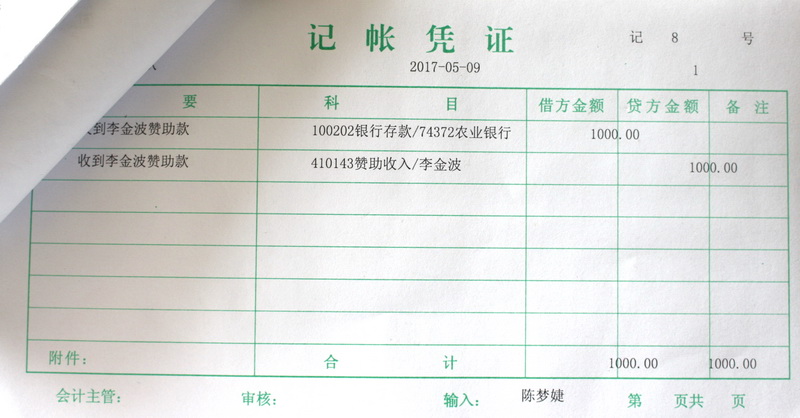 记帐凭证 记 8 号
2017-05-09 1
要 科目 借方金额 贷方金额 备注
到李金波赞助款 100202银行存款/74372农业银行 1000.00
收到李金波赞助款 410143赞助收入/李金波 1000.00
附件: 合计 1000.00 1000.00
会计主管: 审核: 输入: 陈梦婕 第 页共 页